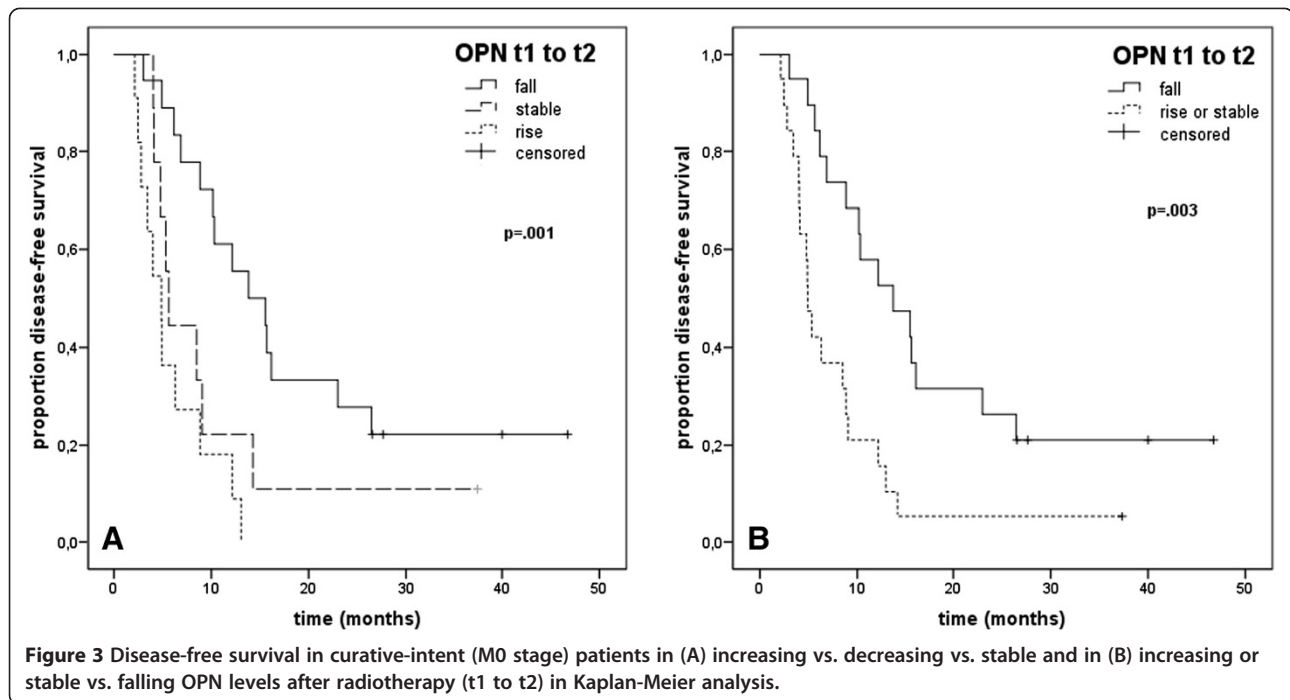 OPN t1 to t2
fall
stable
rise
censored
p=.001
1,0
0,8
0,6
0,4
0,2
0,0
proportion disease-free survival
A
0 10 20 30 40 50
time (months)
OPN t1 to t2
fall
rise or stable
censored
p=.003
1,0
0,8
0,6
0,4
0,2
0,0
proportion disease-free survival
B
0 10 20 30 40 50
time (months)
Figure 3 Disease-free survival in curative-intent (M0 stage) patients in (A) increasing vs. decreasing vs. stable and in (B) increasing or
stable vs. falling OPN levels after radiotherapy (t1 to t2) in Kaplan-Meier analysis.